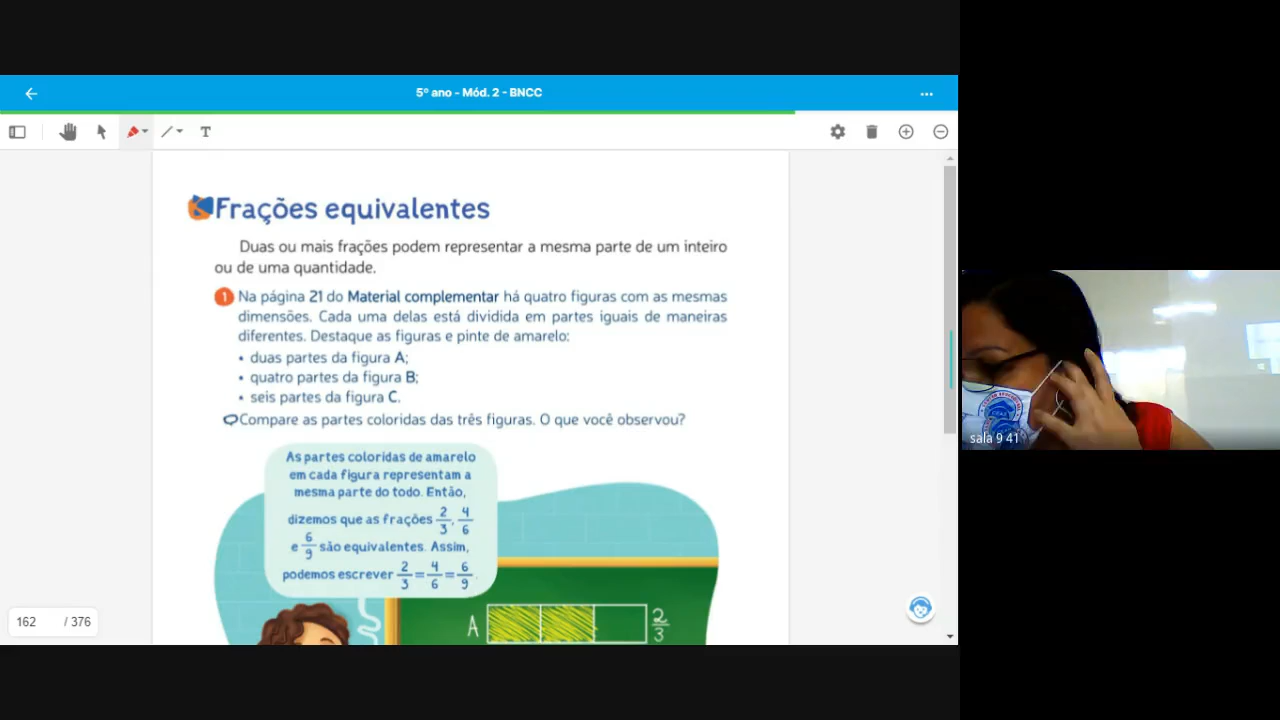 5º ano - Mód. 2 - BNCC
T
Frações equivalentes
Duas ou mais frações podem representar a mesma parte de um inteiro
ou de uma quantidade.
1 Na página 21 do Material complementar há quatro figuras com as mesmas
dimensões. Cada uma delas está dividida em partes iguais de maneiras
diferentes. Destaque as figuras e pinte de amarelo:
• duas partes da figura A;
• quatro partes da figura B;
• seis partes da figura C.
Compare as partes coloridas das três figuras. O que você observou?
As partes coloridas de amarelo
em cada figura representam a
mesma parte do todo. Então,
dizemos que as frações 2/3, 4/6
e 6/9 são equivalentes. Assim,
podemos escrever 2/3 = 4/6 = 6/9.
A 2/3
162 / 376
sala 9 41